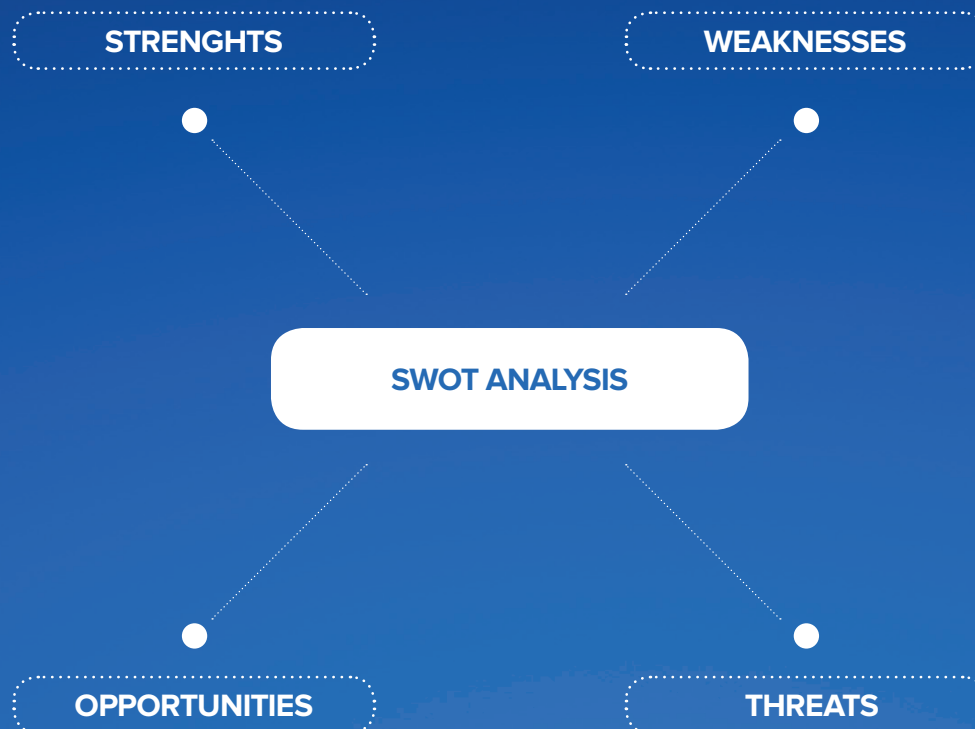 STRENGHTS
WEAKNESSES
SWOT ANALYSIS
OPPORTUNITIES
THREATS